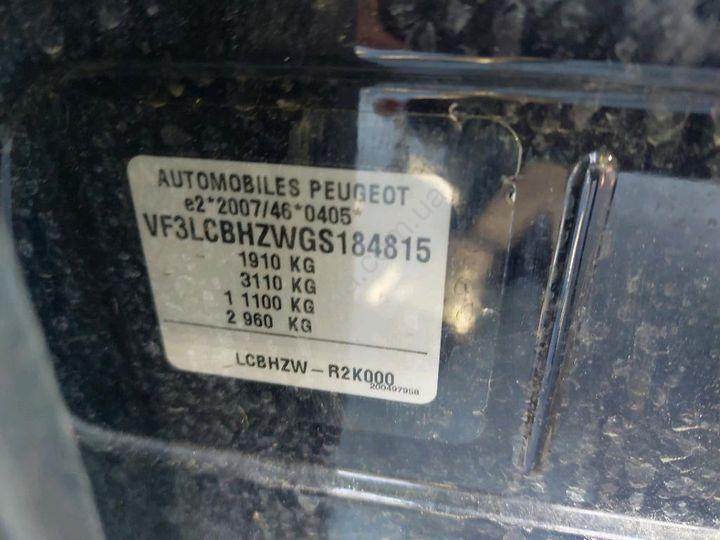 AUTOMOBILES PEUGEOT
e2*2007/46*0405*
VF3LCBHZWGS184815
1910 KG
3110 KG
1 1100 KG
2 960 KG
LCBHZW - R2K000
200497958